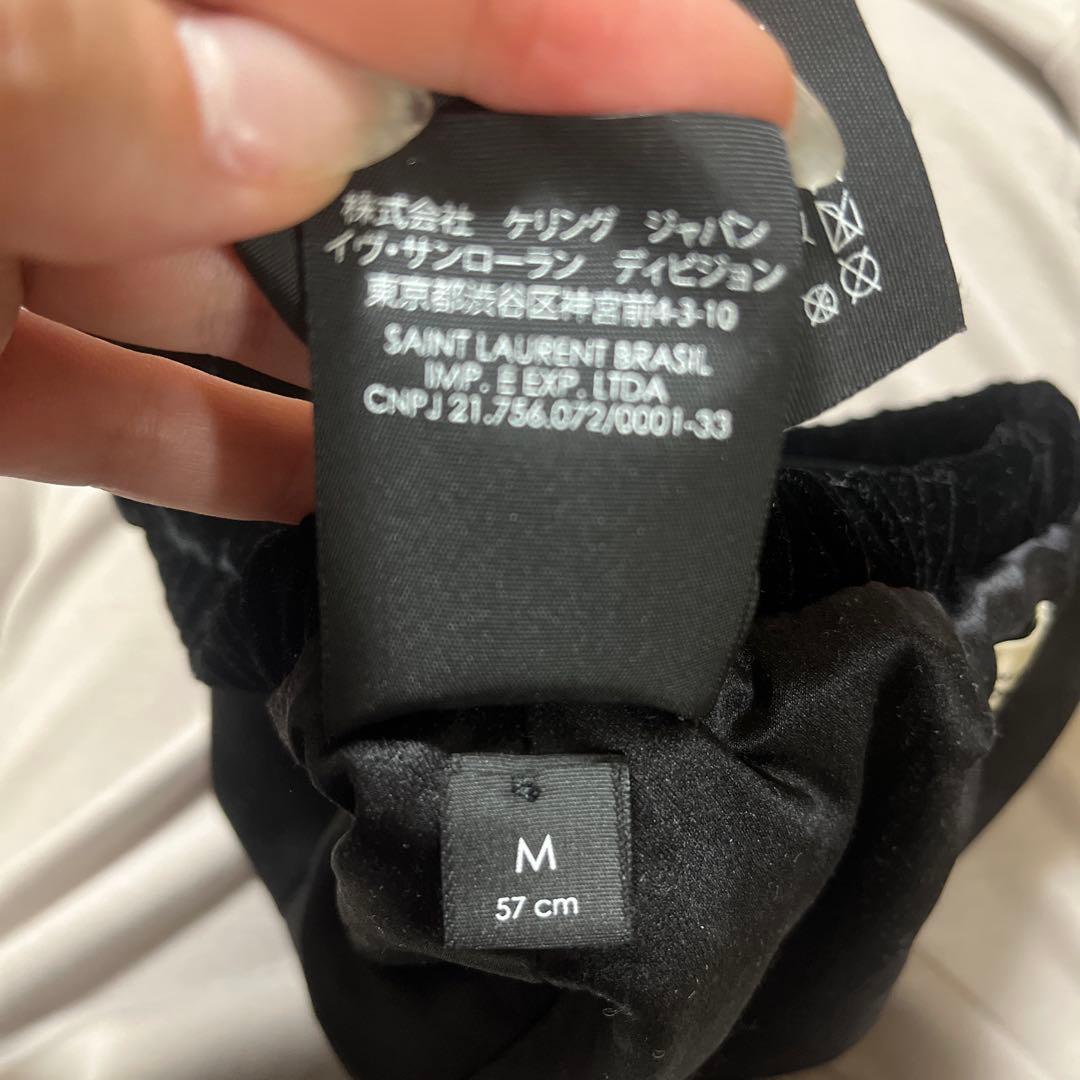 株式会社 ケリング ジャパン
イヴ・サンローラン ディビジョン
東京都渋谷区神宮前4-3-10
SAINT LAURENT BRASIL
IMP. E EXP. LTDA
CNPJ 21.756.072/0001-33
M
57 cm